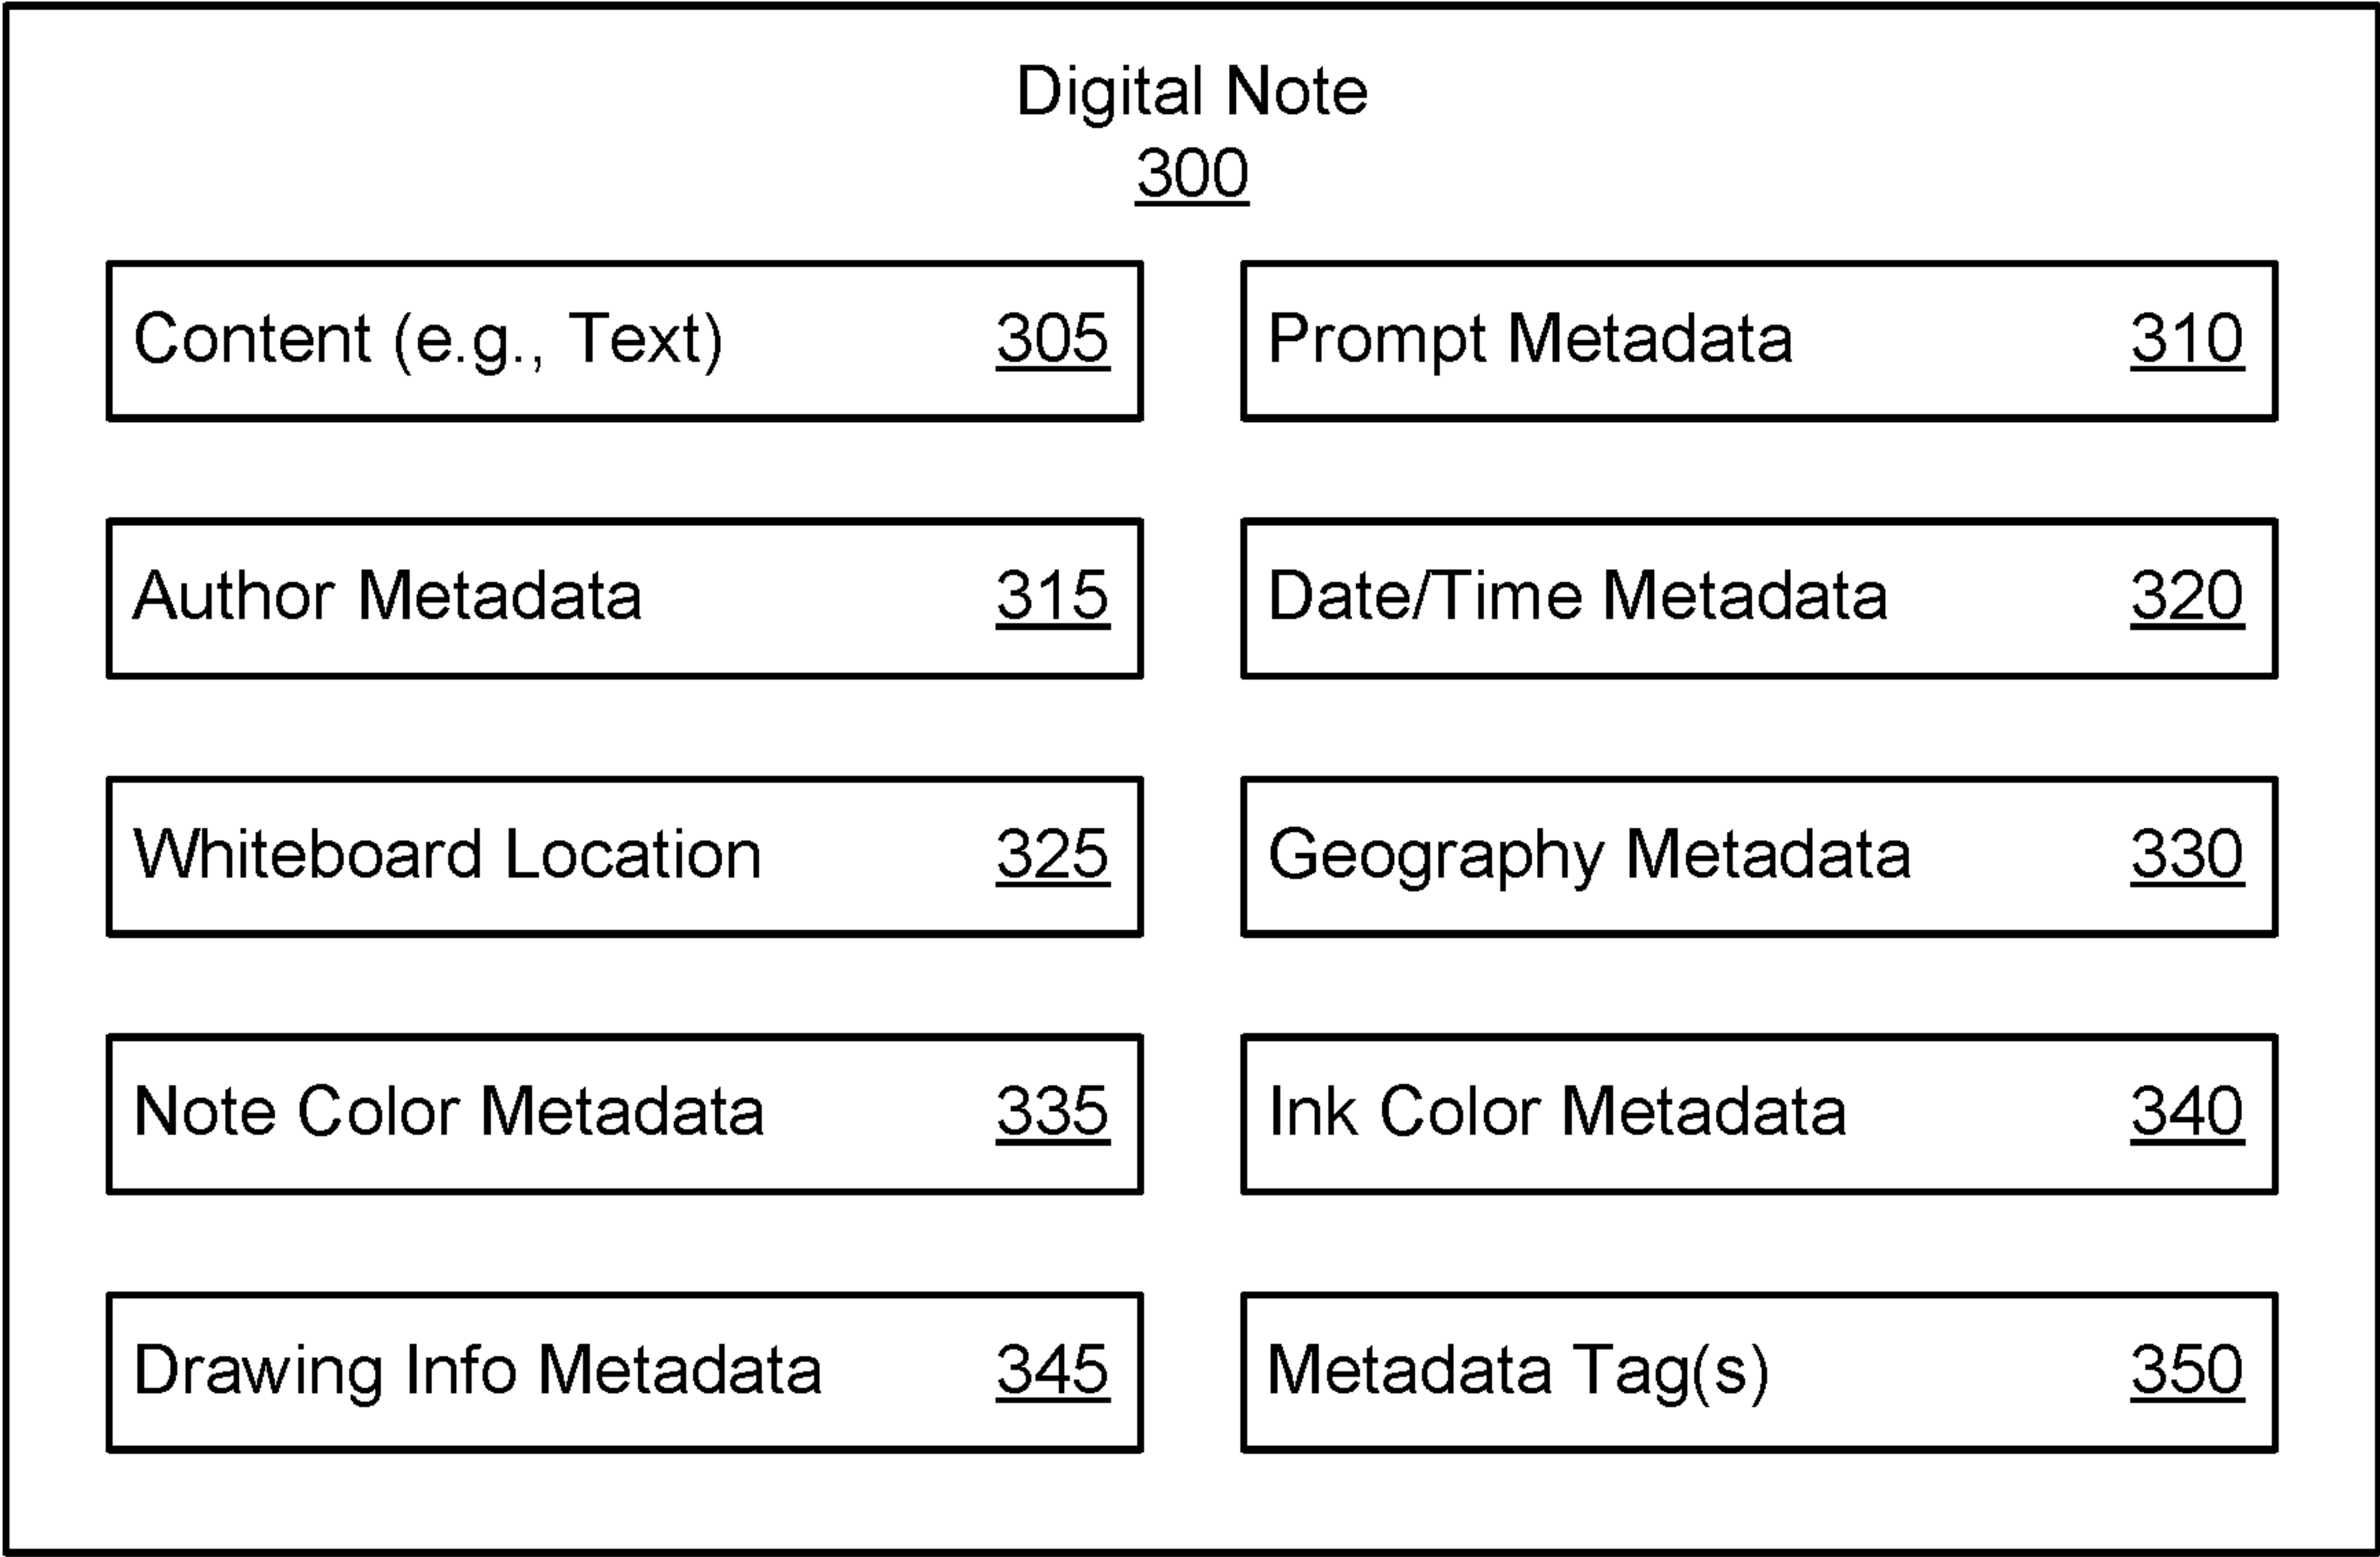 Digital Note
300
Content (e.g., Text) 305
Prompt Metadata 310
Author Metadata 315
Date/Time Metadata 320
Whiteboard Location 325
Geography Metadata 330
Note Color Metadata 335
Ink Color Metadata 340
Drawing Info Metadata 345
Metadata Tag(s) 350